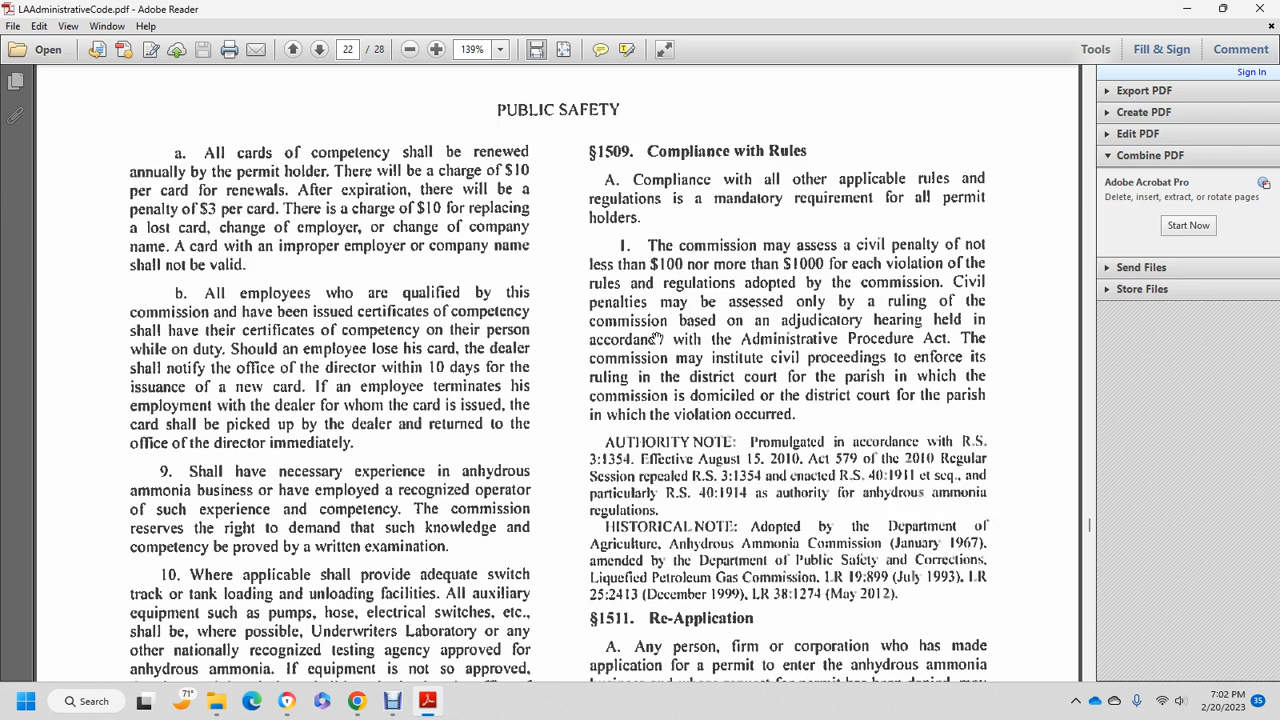 LAAdministrativeCode.pdf - Adobe Reader
File Edit View Window Help
Open 22 / 28 139% Tools Fill & Sign Comment
Sign In
Export PDF
Create PDF
Edit PDF
Combine PDF
Adobe Acrobat Pro
Delete, insert, extract, or rotate pages
Start Now
Send Files
Store Files
PUBLIC SAFETY
a. All cards of competency shall be renewed
annually by the permit holder. There will be a charge of $10
per card for renewals. After expiration, there will be a
penalty of $3 per card. There is a charge of $10 for replacing
a lost card, change of employer, or change of company
name. A card with an improper employer or company name
shall not be valid.
b. All employees who are qualified by this
commission and have been issued certificates of competency
shall have their certificates of competency on their person
while on duty. Should an employee lose his card, the dealer
shall notify the office of the director within 10 days for the
issuance of a new card. If an employee terminates his
employment with the dealer for whom the card is issued, the
card shall be picked up by the dealer and returned to the
office of the director immediately.
9. Shall have necessary experience in anhydrous
ammonia business or have employed a recognized operator
of such experience and competency. The commission
reserves the right to demand that such knowledge and
competency be proved by a written examination.
10. Where applicable shall provide adequate switch
track or tank loading and unloading facilities. All auxiliary
equipment such as pumps, hose, electrical switches, etc.,
shall be, where possible, Underwriters Laboratory or any
other nationally recognized testing agency approved for
anhydrous ammonia. If equipment is not so approved,
§1509. Compliance with Rules
A. Compliance with all other applicable rules and
regulations is a mandatory requirement for all permit
holders.
1. The commission may assess a civil penalty of not
less than $100 nor more than $1000 for each violation of the
rules and regulations adopted by the commission. Civil
penalties may be assessed only by a ruling of the
commission based on an adjudicatory hearing held in
accordance with the Administrative Procedure Act. The
commission may institute civil proceedings to enforce its
ruling in the district court for the parish in which the
commission is domiciled or the district court for the parish
in which the violation occurred.
AUTHORITY NOTE: Promulgated in accordance with R.S.
3:1354. Effective August 15, 2010, Act 579 of the 2010 Regular
Session repealed R.S. 3:1354 and enacted R.S. 40:1911 et seq., and
particularly R.S. 40:1914 as authority for anhydrous ammonia
regulations.
HISTORICAL NOTE: Adopted by the Department of
Agriculture, Anhydrous Ammonia Commission (January 1967),
amended by the Department of Public Safety and Corrections,
Liquefied Petroleum Gas Commission, LR 19:899 (July 1993), LR
25:2413 (December 1999), LR 38:1274 (May 2012).
§1511. Re-Application
A. Any person, firm or corporation who has made
application for a permit to enter the anhydrous ammonia
Search
71°
7:02 PM
2/20/2023
35